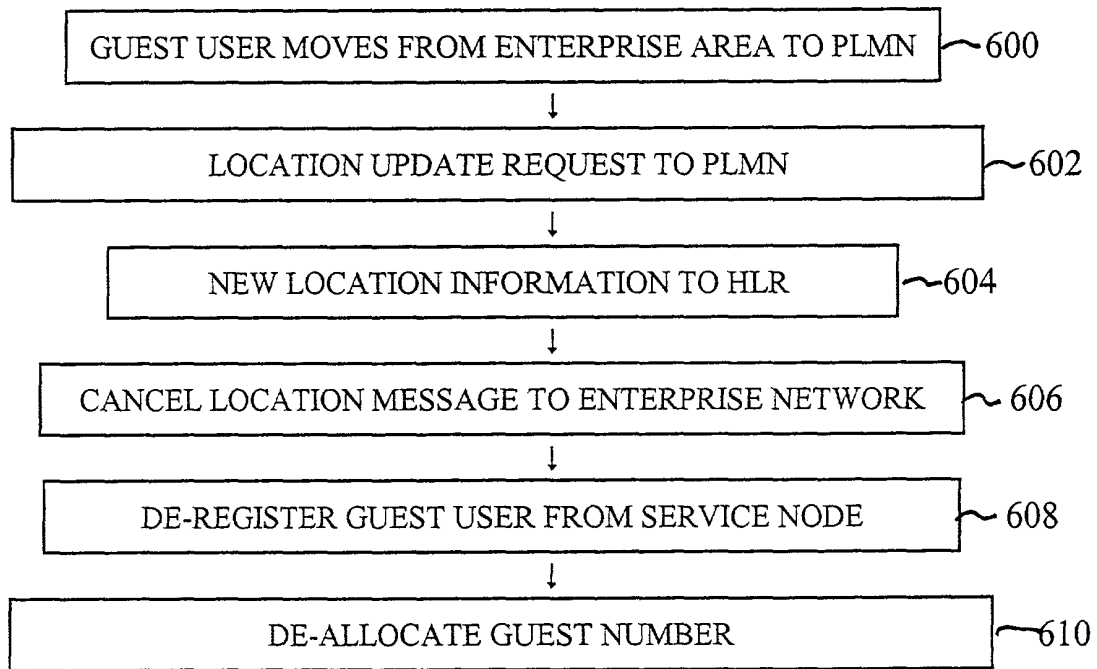 GUEST USER MOVES FROM ENTERPRISE AREA TO PLMN 600
LOCATION UPDATE REQUEST TO PLMN 602
NEW LOCATION INFORMATION TO HLR 604
CANCEL LOCATION MESSAGE TO ENTERPRISE NETWORK 606
DE-REGISTER GUEST USER FROM SERVICE NODE 608
DE-ALLOCATE GUEST NUMBER 610